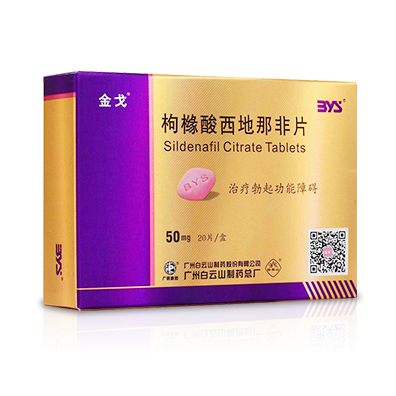 金戈®
BYS®
枸橼酸西地那非片
Sildenafil Citrate Tablets
BYS
治疗勃起功能障碍
50mg 20片/盒
广州白云山制药股份有限公司
广州白云山制药总厂
BYS